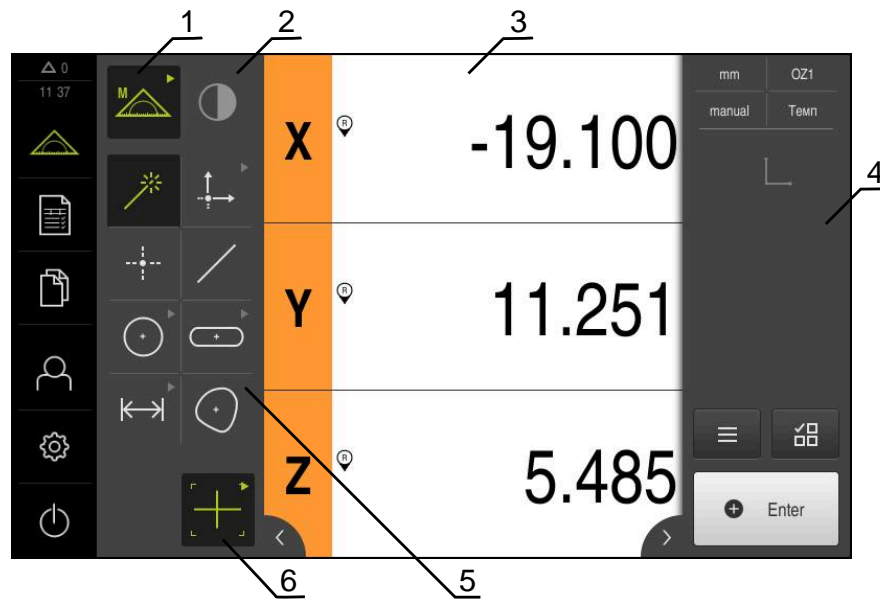 1 2 3
0
11 37
M
X R -19.100
mm OZ1
manual Темп
4
Y R 11.251
Z R 5.485
Enter
6 5